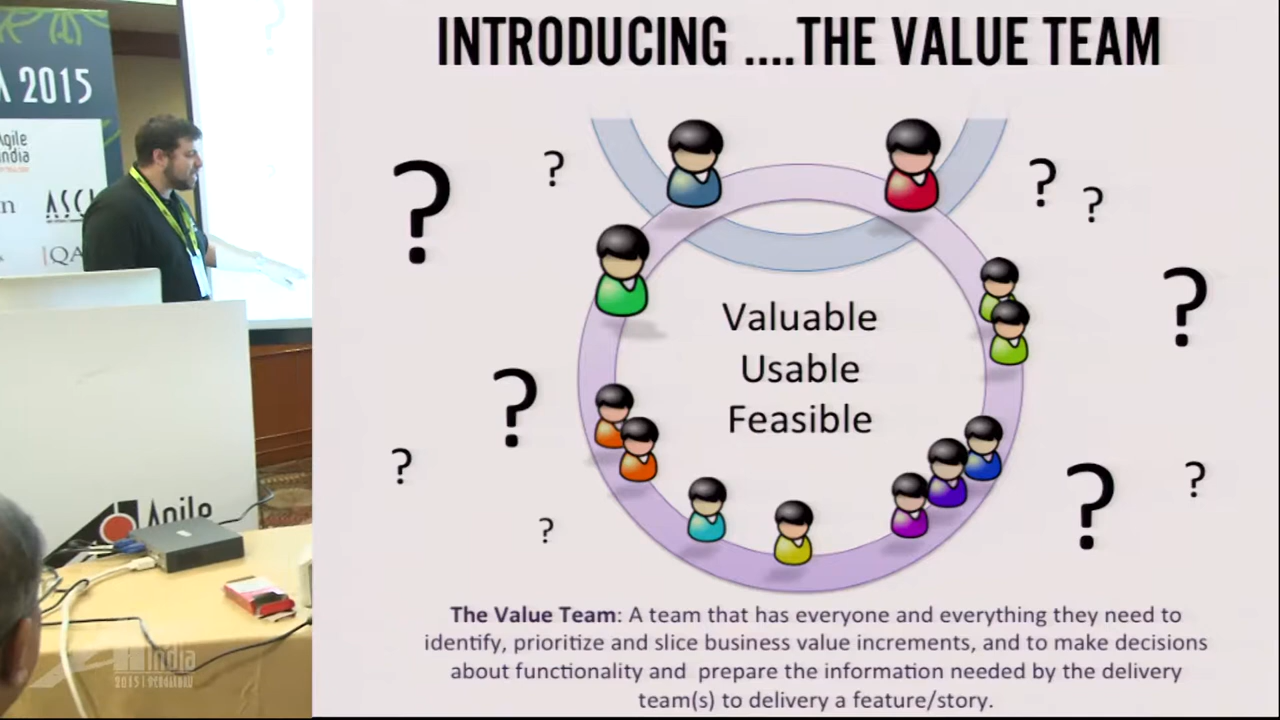 INTRODUCING ....THE VALUE TEAM
A 2015
Agile
India
n
ASCI
QA
?
?
?
?
?
?
?
?
?
?
?
Valuable
Usable
Feasible
Agile
The Value Team: A team that has everyone and everything they need to
identify, prioritize and slice business value increments, and to make decisions
about functionality and prepare the information needed by the delivery
team(s) to delivery a feature/story.
India
2015 | BENGALURU